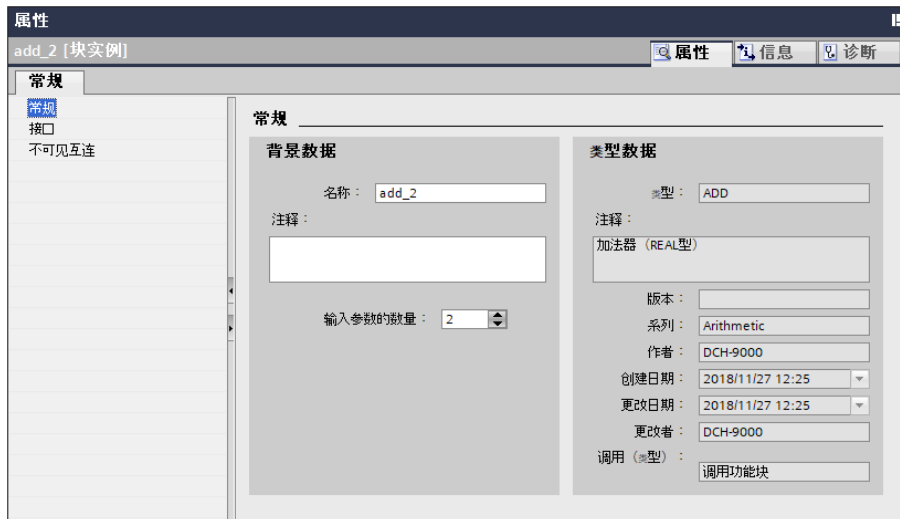 属性
add_2 [块实例]
属性 信息 诊断
常规
常规
接口
不可见互连
常规
背景数据
名称： add_2
注释：
输入参数的数量： 2
类型数据
类型： ADD
注释：
加法器（REAL型）
版本：
系列： Arithmetic
作者： DCH-9000
创建日期： 2018/11/27 12:25
更改日期： 2018/11/27 12:25
更改者： DCH-9000
调用（类型）：
调用功能块